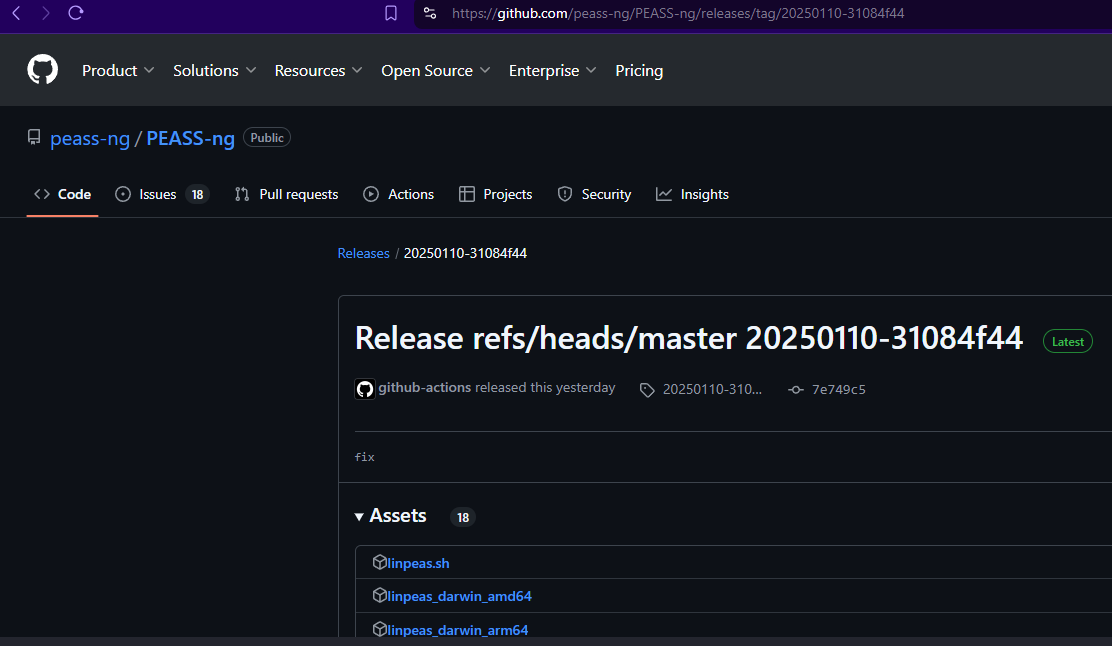 https://github.com/peass-ng/PEASS-ng/releases/tag/20250110-31084f44
Product Solutions Resources Open Source Enterprise Pricing
peass-ng / PEASS-ng Public
Code Issues 18 Pull requests Actions Projects Security Insights
Releases / 20250110-31084f44
Release refs/heads/master 20250110-31084f44 Latest
github-actions released this yesterday 20250110-310... 7e749c5
fix
Assets 18
linpeas.sh
linpeas_darwin_amd64
linpeas_darwin_arm64